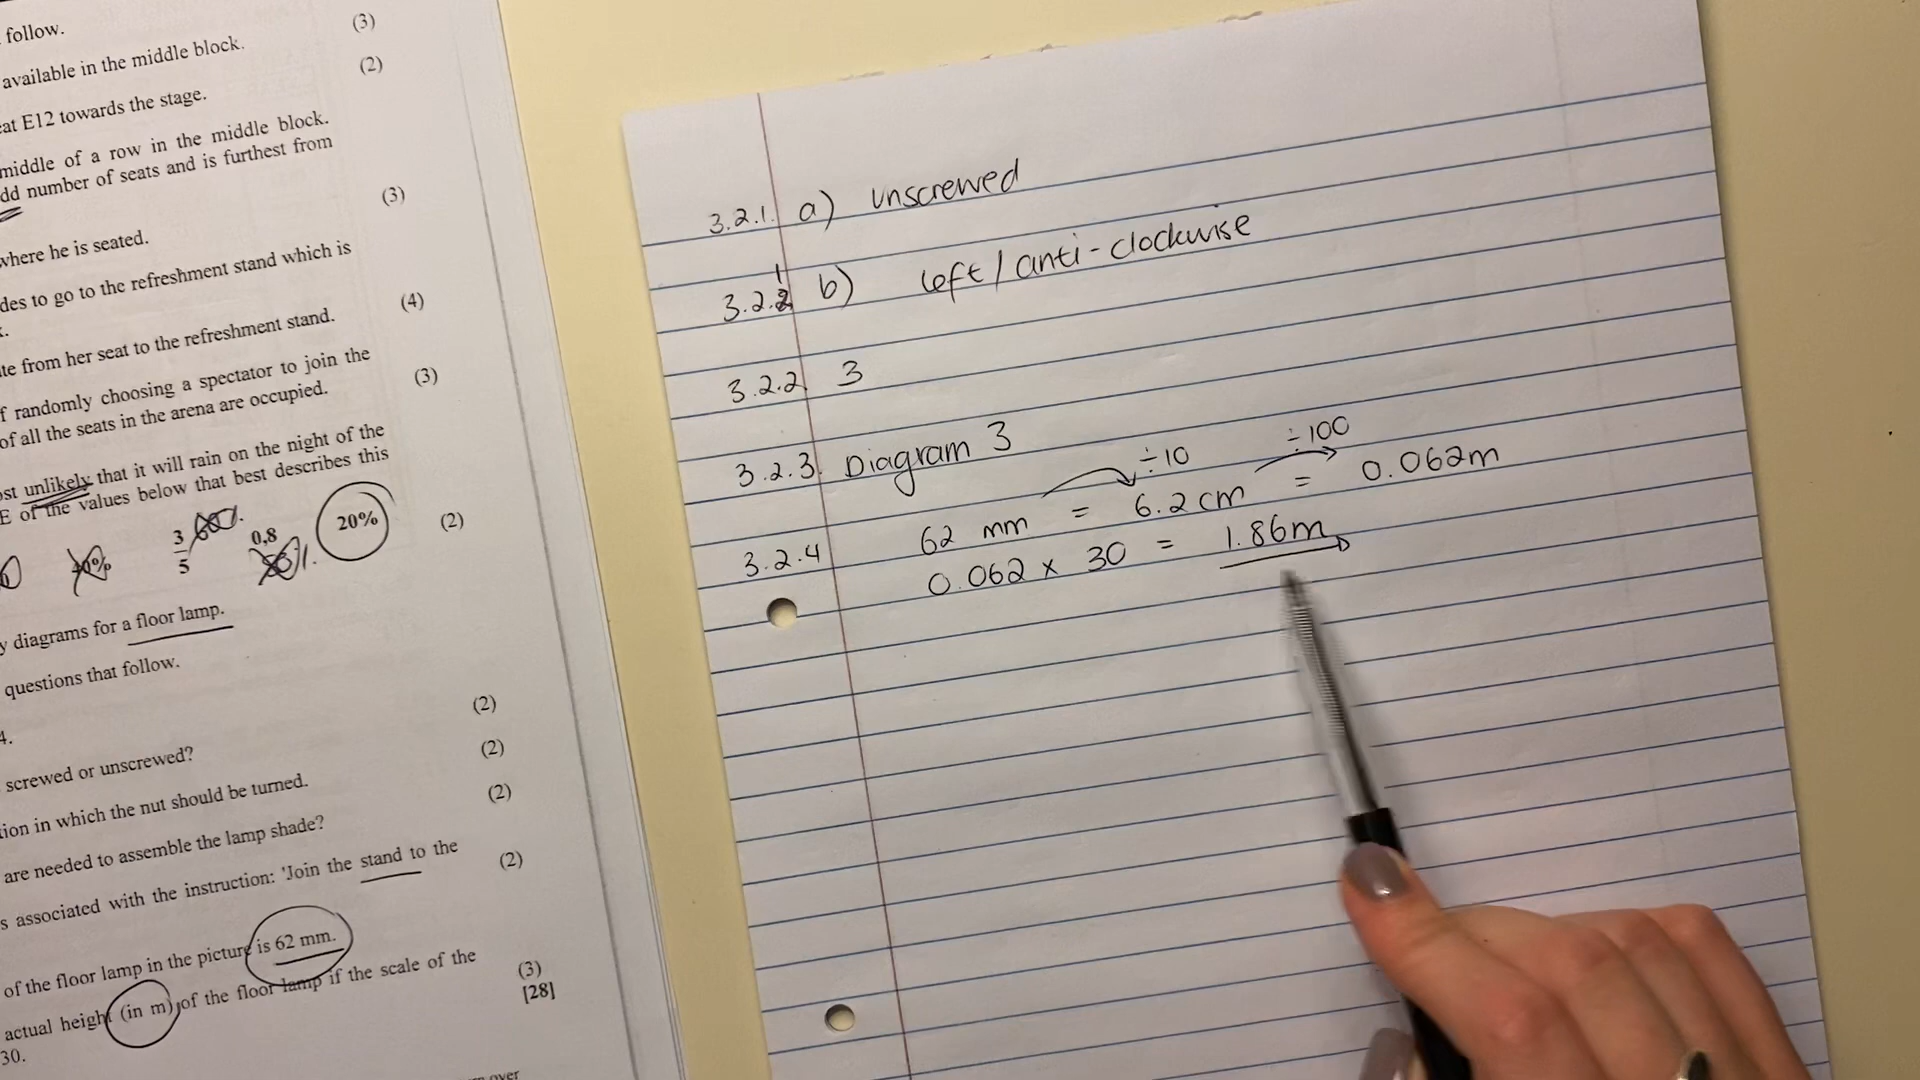 follow.
(3)
available in the middle block.
(2)
at E12 towards the stage.
middle of a row in the middle block.
dd number of seats and is furthest from
(3)
where he is seated.
des to go to the refreshment stand which is
(4)
te from her seat to the refreshment stand.
f randomly choosing a spectator to join the
of all the seats in the arena are occupied.
(3)
st unlikely that it will rain on the night of the
E of the values below that best describes this
3/5 0,8 20%
(2)
y diagrams for a floor lamp.
questions that follow.
(2)
4.
screwed or unscrewed?
(2)
tion in which the nut should be turned.
(2)
are needed to assemble the lamp shade?
s associated with the instruction: 'Join the stand to the
(2)
of the floor lamp in the picture is 62 mm.
actual height (in m) of the floor lamp if the scale of the
(3)
[28]
30.
over
3.2.1. a) unscrewed
3.2.1 b) left / anti-clockwise
3.2.2. 3
3.2.3. Diagram 3
÷10 ÷100
3.2.4 62 mm = 6.2 cm = 0.062m
0.062 x 30 = 1.86m